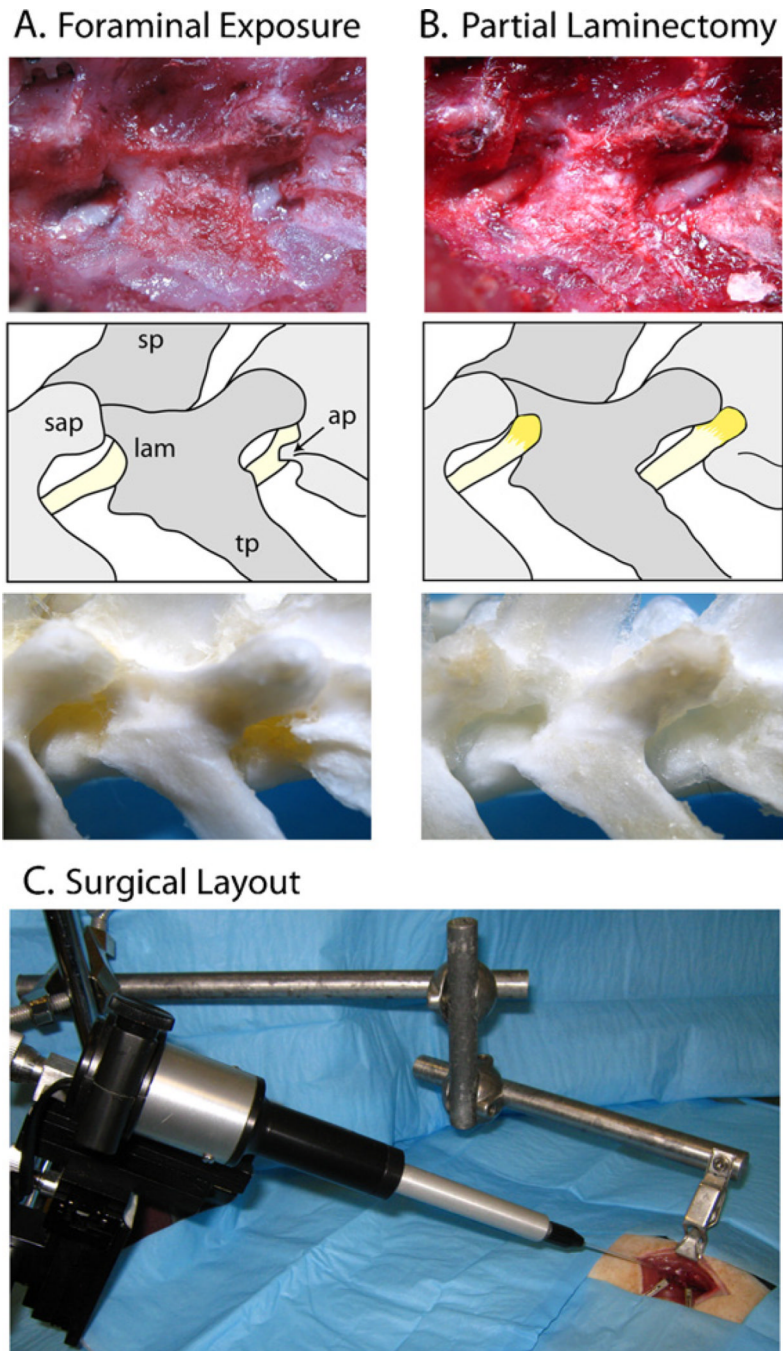 A. Foraminal Exposure
B. Partial Laminectomy
sp
sap
ap
lam
tp
C. Surgical Layout